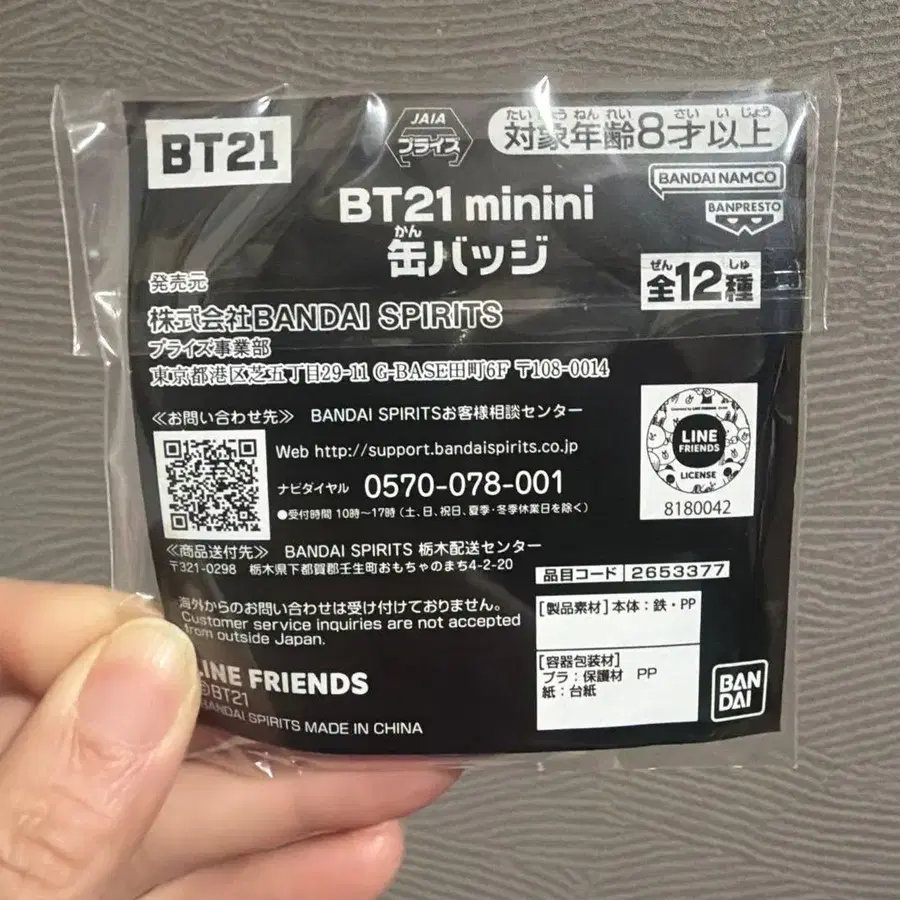 BT21
JAIA
プライズ
たいしょうねんれい さいいじょう
対象年齢8才以上
BANDAI NAMCO
BANPRESTO
BT21 minini
かん
缶バッジ
ぜん しゅ
全12種
発売元
株式会社BANDAI SPIRITS
プライズ事業部
東京都港区芝五丁目29-11 G-BASE田町6F 〒108-0014
≪お問い合わせ先≫ BANDAI SPIRITSお客様相談センター
Web http://support.bandaispirits.co.jp
ナビダイヤル 0570-078-001
●受付時間 10時~17時(土、日、祝日、夏季・冬季休業日を除く)
LINE
FRIENDS
LICENSE
8180042
≪商品送付先≫ BANDAI SPIRITS 栃木配送センター
〒321-0298 栃木県下都賀郡壬生町おもちゃのまち4-2-20
品目コード 2653377
海外からのお問い合わせは受け付けておりません。
Customer service inquiries are not accepted
from outside Japan.
[製品素材]本体:鉄・PP
[容器包装材]
プラ:保護材 PP
紙:台紙
LINE FRIENDS
©BT21
BANDAI SPIRITS MADE IN CHINA
BAN
DAI